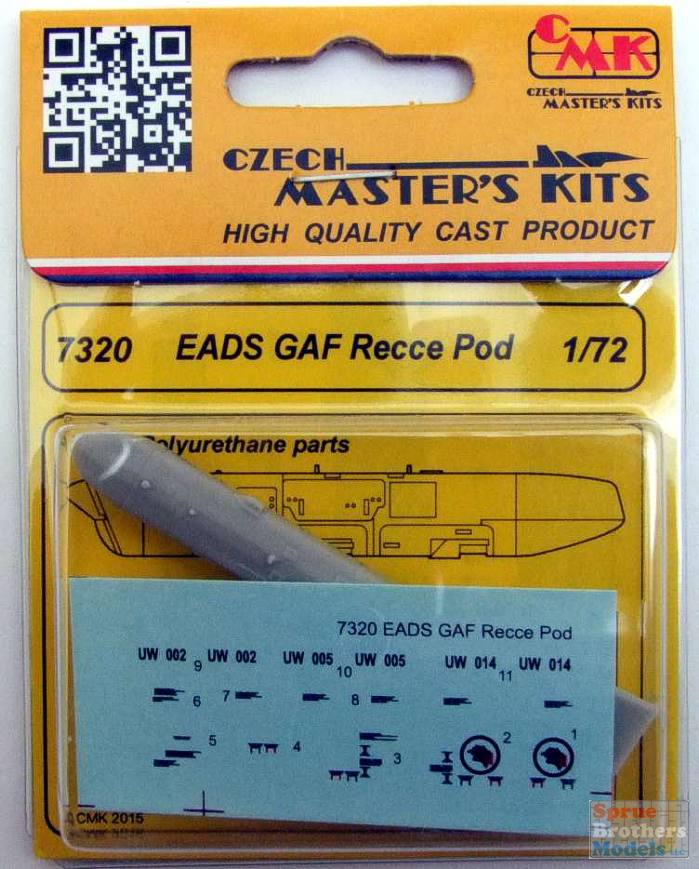 CMK
CZECH
MASTER'S KITS
CZECH
MASTER'S KITS
HIGH QUALITY CAST PRODUCT
7320 EADS GAF Recce Pod 1/72
Polyurethane parts
7320 EADS GAF Recce Pod
UW 002 9 UW 002 UW 005 10 UW 005 UW 014 11 UW 014
6 7 8
5 4 3 2 1
CMK 2015
Sprue
Brothers
Models LLC